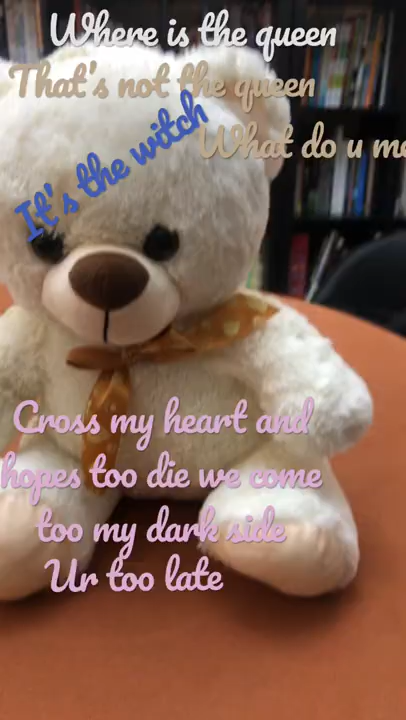 Where is the queen
That's not the queen
It's the witch
What do u
Cross my heart and
hopes too die we come
too my dark side
Ur too late